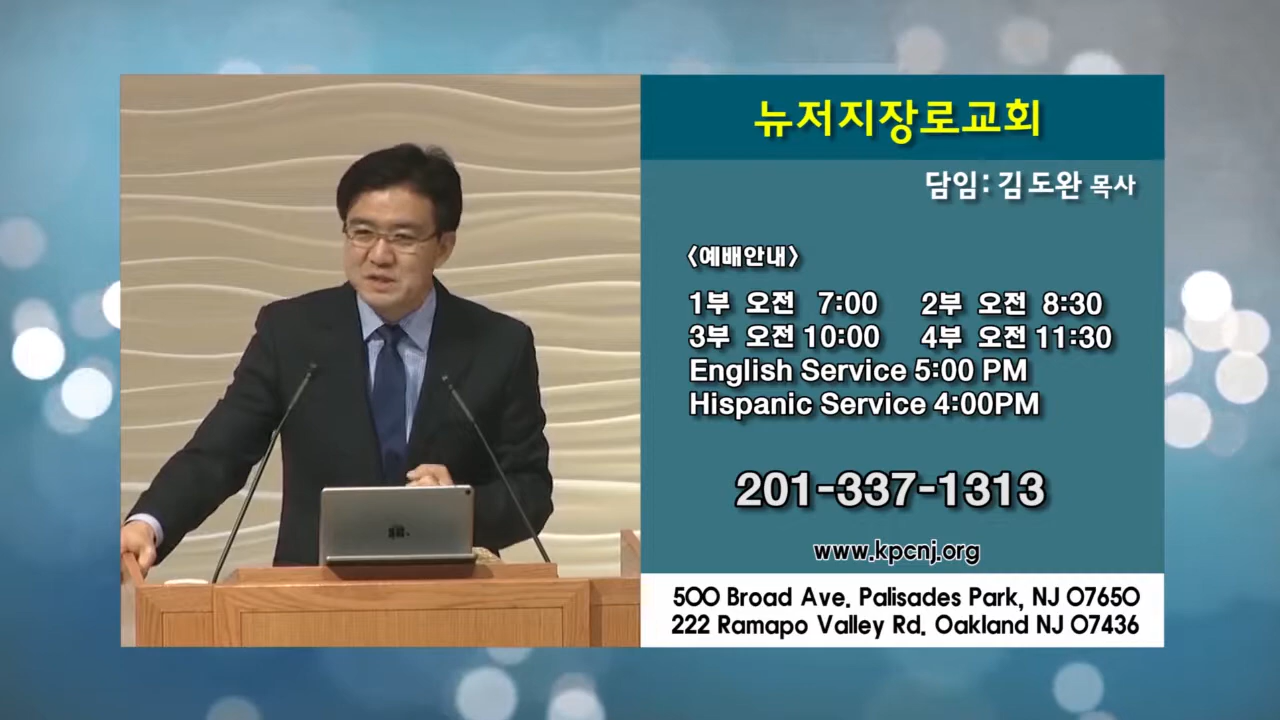 뉴저지장로교회
담임: 김도완 목사
<예배안내>
1부 오전 7:00 2부 오전 8:30
3부 오전 10:00 4부 오전 11:30
English Service 5:00 PM
Hispanic Service 4:00PM
201-337-1313
www.kpcnj.org
500 Broad Ave. Palisades Park, NJ 07650
222 Ramapo Valley Rd. Oakland NJ 07436